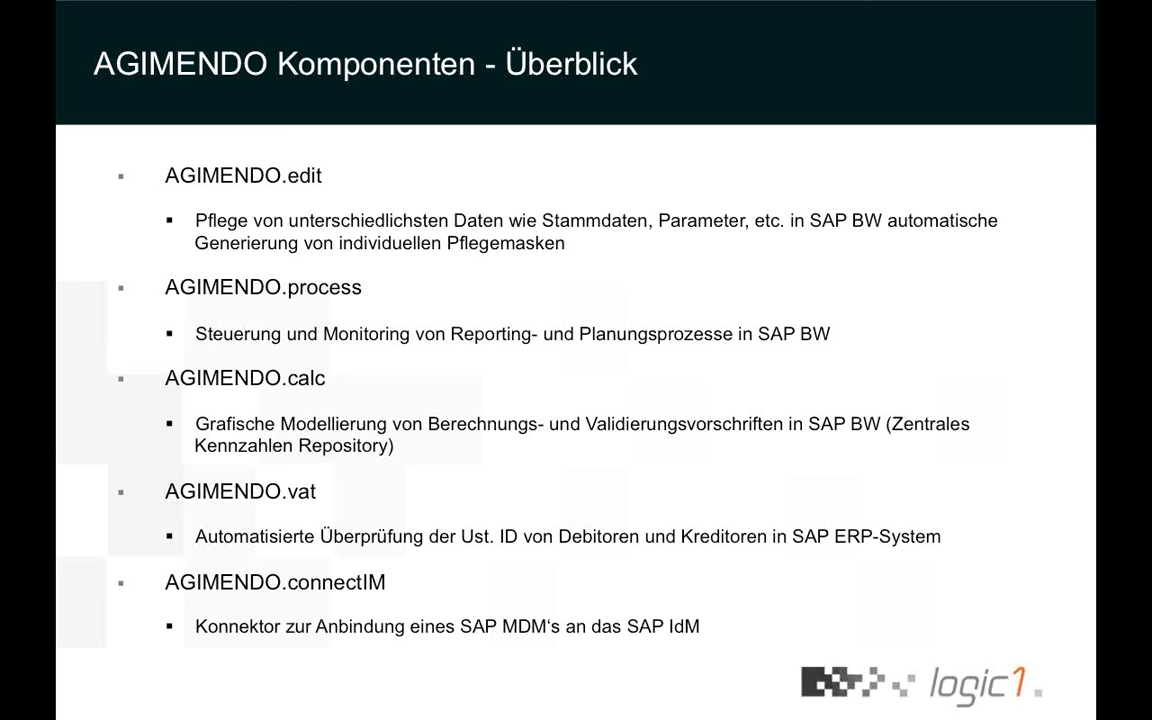 AGIMENDO Komponenten - Überblick
AGIMENDO.edit
Pflege von unterschiedlichsten Daten wie Stammdaten, Parameter, etc. in SAP BW automatische
Generierung von individuellen Pflegemasken
AGIMENDO.process
Steuerung und Monitoring von Reporting- und Planungsprozesse in SAP BW
AGIMENDO.calc
Grafische Modellierung von Berechnungs- und Validierungsvorschriften in SAP BW (Zentrales
Kennzahlen Repository)
AGIMENDO.vat
Automatisierte Überprüfung der Ust. ID von Debitoren und Kreditoren in SAP ERP-System
AGIMENDO.connectIM
Konnektor zur Anbindung eines SAP MDM‘s an das SAP IdM
logic1.